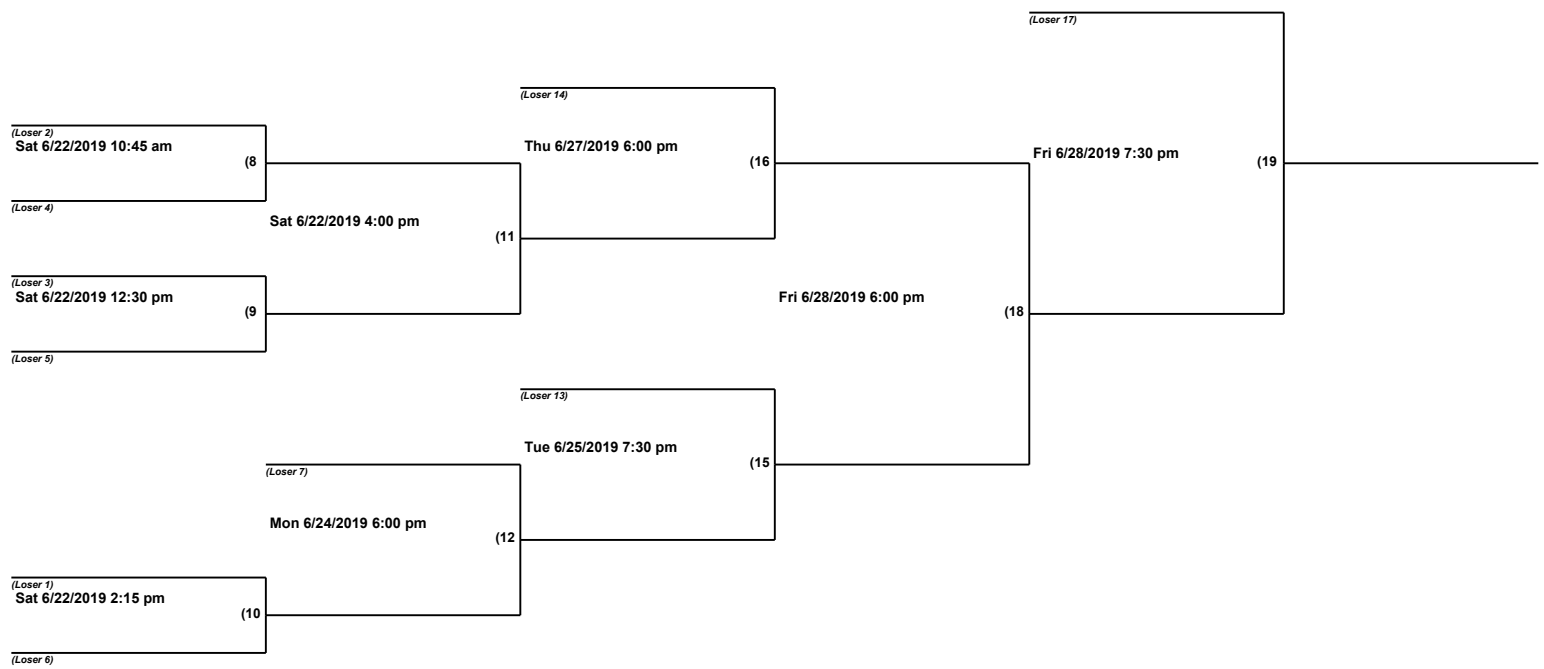 (Loser 17)
(Loser 14)
(Loser 2)
Sat 6/22/2019 10:45 am
Thu 6/27/2019 6:00 pm
Fri 6/28/2019 7:30 pm
(8
(16
(19
(Loser 4)
Sat 6/22/2019 4:00 pm
(11
(Loser 3)
Sat 6/22/2019 12:30 pm
Fri 6/28/2019 6:00 pm
(9
(18
(Loser 5)
(Loser 13)
Tue 6/25/2019 7:30 pm
(15
(Loser 7)
Mon 6/24/2019 6:00 pm
(12
(Loser 1)
Sat 6/22/2019 2:15 pm
(10
(Loser 6)